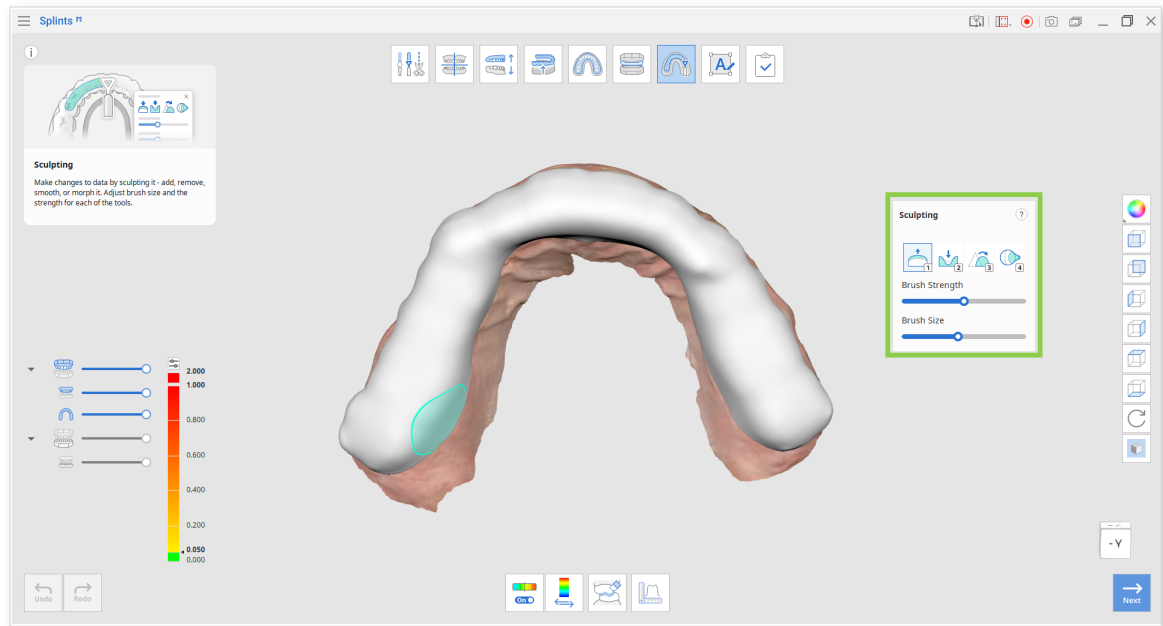 Splints
i
Sculpting
Make changes to data by sculpting it - add, remove,
smooth, or morph it. Adjust brush size and the
strength for each of the tools.
A
Sculpting
?
1
2
3
4
Brush Strength
Brush Size
2.000
1.000
0.800
0.600
0.400
0.200
0.050
0.000
- Y
Undo
Redo
On
Next